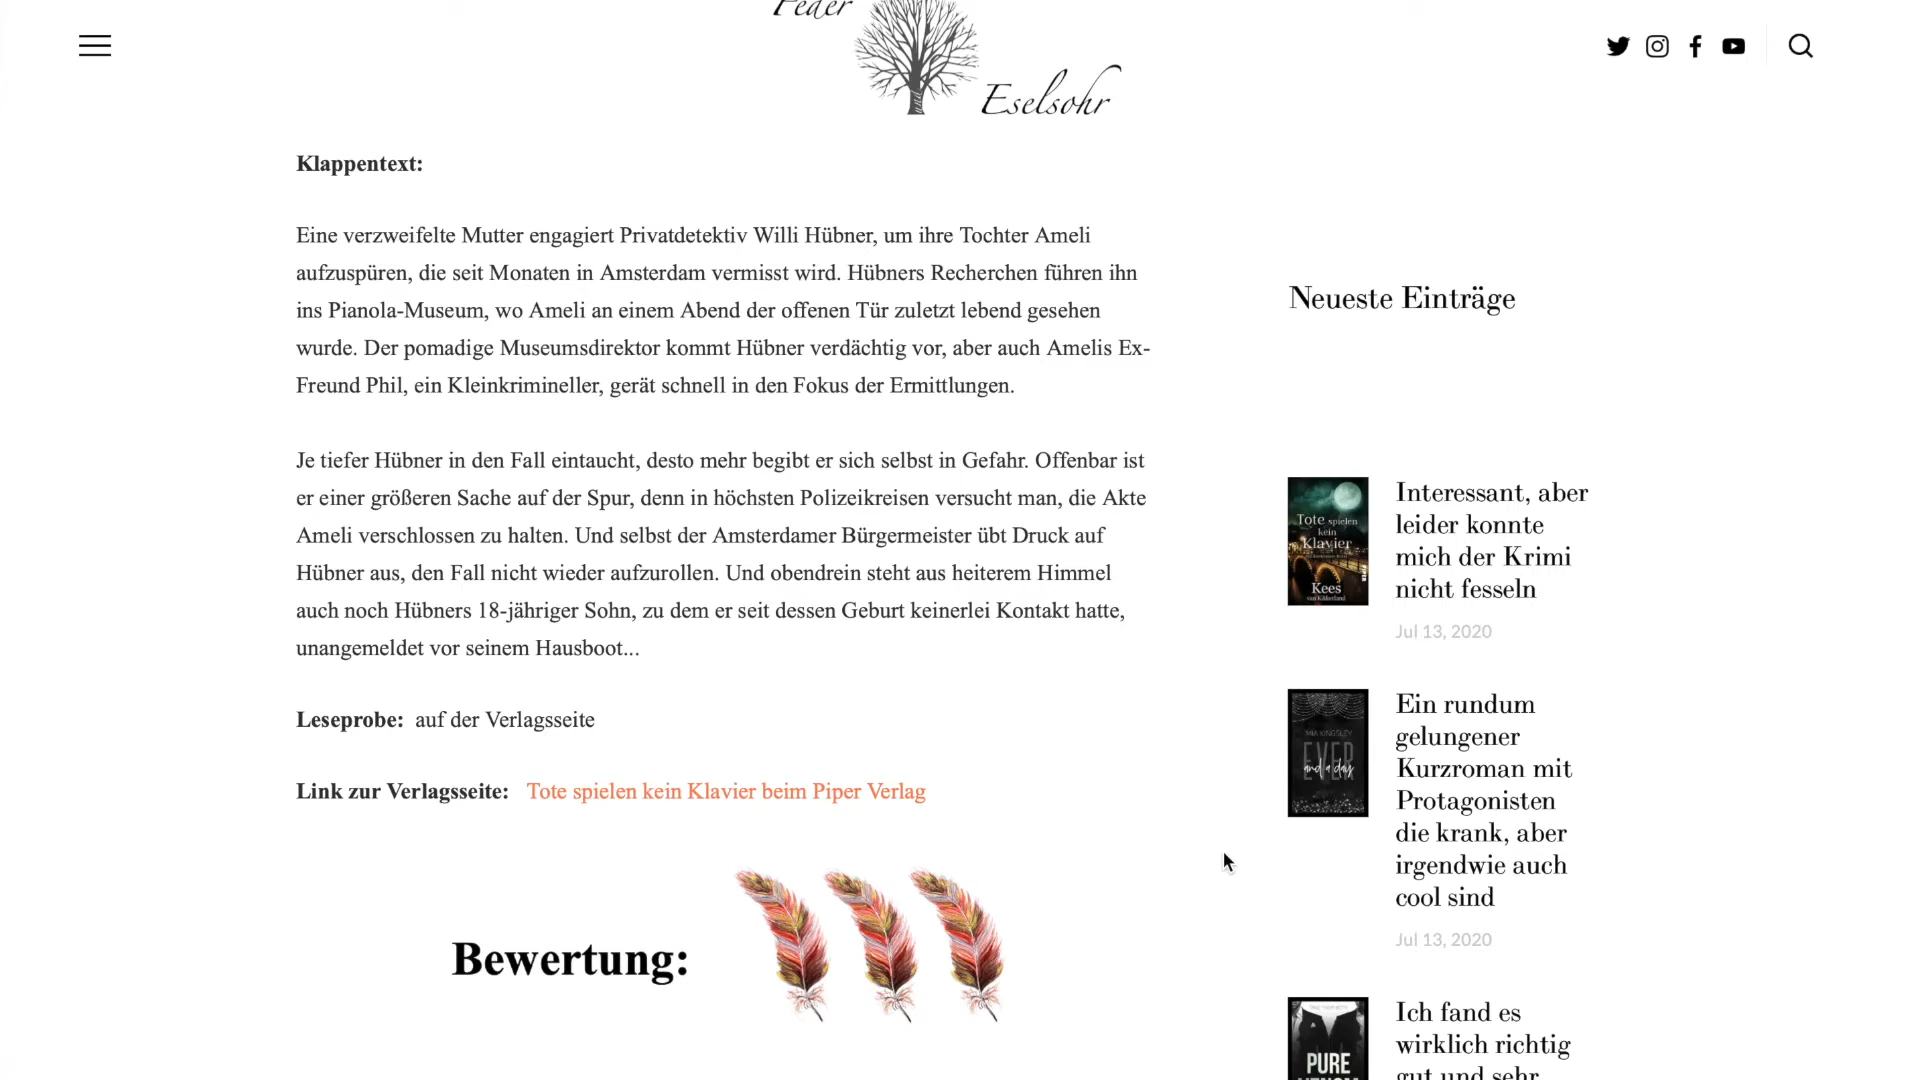 Feder
und
Eselsohr
Klappentext:
Eine verzweifelte Mutter engagiert Privatdetektiv Willi Hübner, um ihre Tochter Ameli
aufzuspüren, die seit Monaten in Amsterdam vermisst wird. Hübners Recherchen führen ihn
ins Pianola-Museum, wo Ameli an einem Abend der offenen Tür zuletzt lebend gesehen
wurde. Der pomadige Museumsdirektor kommt Hübner verdächtig vor, aber auch Amelis Ex-
Freund Phil, ein Kleinkrimineller, gerät schnell in den Fokus der Ermittlungen.
Je tiefer Hübner in den Fall eintaucht, desto mehr begibt er sich selbst in Gefahr. Offenbar ist
er einer größeren Sache auf der Spur, denn in höchsten Polizeikreisen versucht man, die Akte
Ameli verschlossen zu halten. Und selbst der Amsterdamer Bürgermeister übt Druck auf
Hübner aus, den Fall nicht wieder aufzurollen. Und obendrein steht aus heiterem Himmel
auch noch Hübners 18-jähriger Sohn, zu dem er seit dessen Geburt keinerlei Kontakt hatte,
unangemeldet vor seinem Hausboot...
Leseprobe: auf der Verlagsseite
Link zur Verlagsseite: Tote spielen kein Klavier beim Piper Verlag
Bewertung:
Neueste Einträge
Tote spielen
kein
Klavier
Kees
van Kikkerland
Interessant, aber
leider konnte
mich der Krimi
nicht fesseln
Jul 13, 2020
MIA KINGSLEY
EVER
and a day
Ein rundum
gelungener
Kurzroman mit
Protagonisten
die krank, aber
irgendwie auch
cool sind
Jul 13, 2020
PURE
Ich fand es
wirklich richtig
gut und sehr